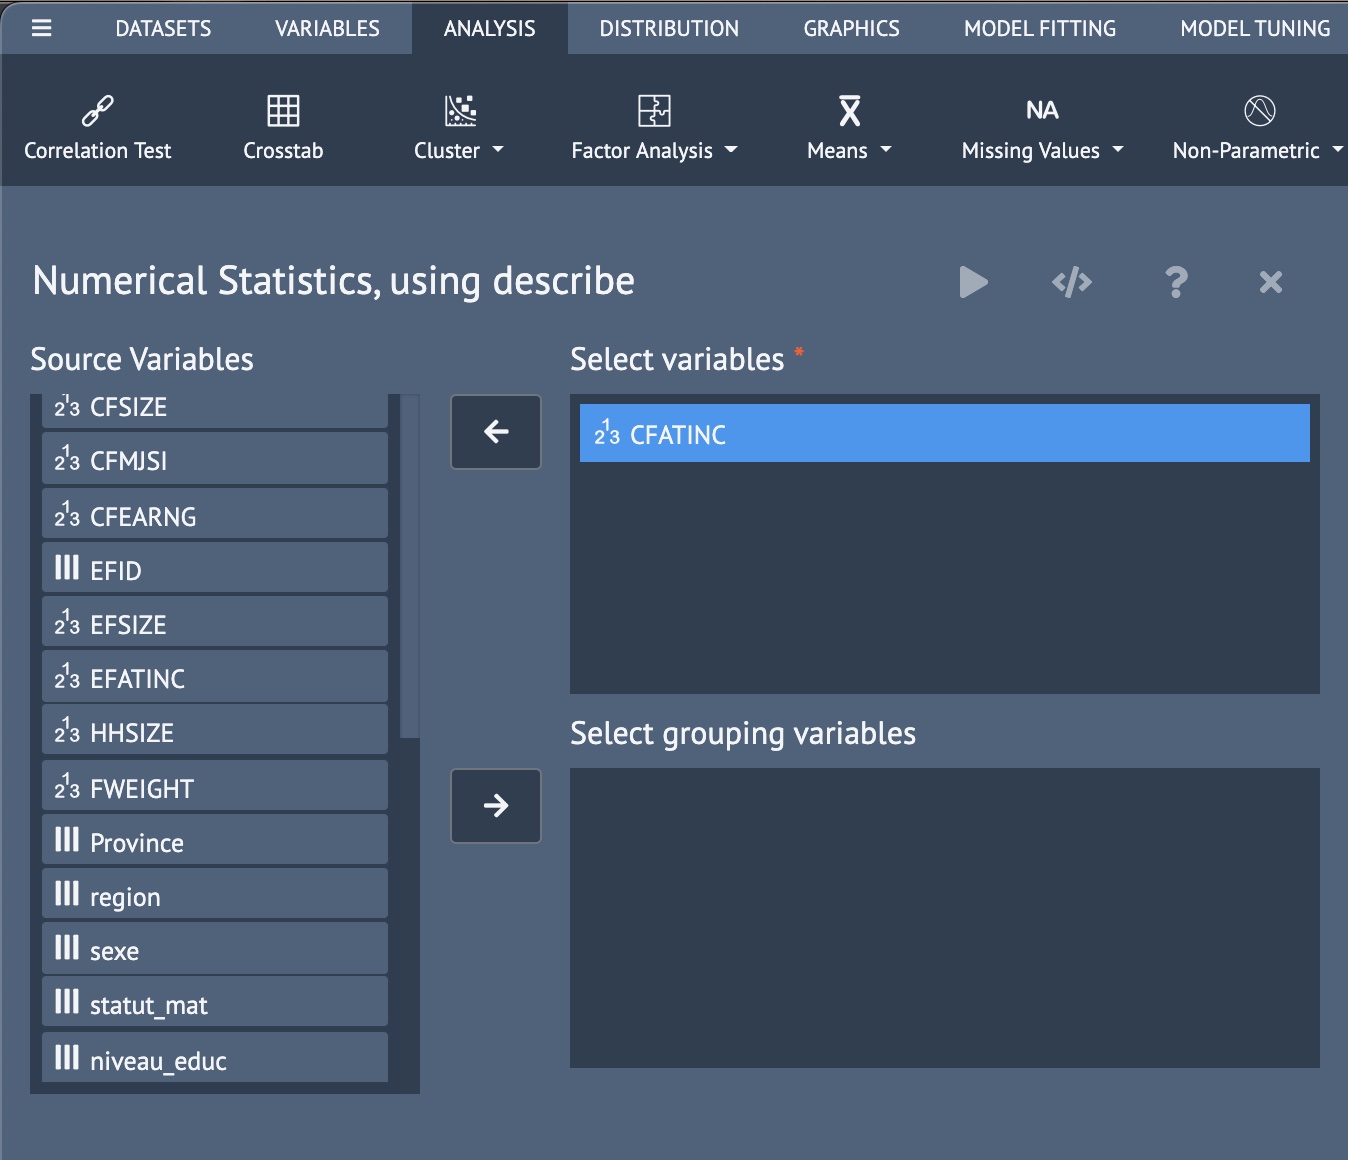 DATASETS VARIABLES ANALYSIS DISTRIBUTION GRAPHICS MODEL FITTING MODEL TUNING
NA
Correlation Test Crosstab Cluster Factor Analysis Means Missing Values Non-Parametric
Numerical Statistics, using describe
Source Variables
CFSIZE
CFMJSI
CFEARNG
EFID
EFSIZE
EFATINC
HHSIZE
FWEIGHT
Province
region
sexe
statut_mat
niveau_educ
Select variables *
CFATINC
Select grouping variables